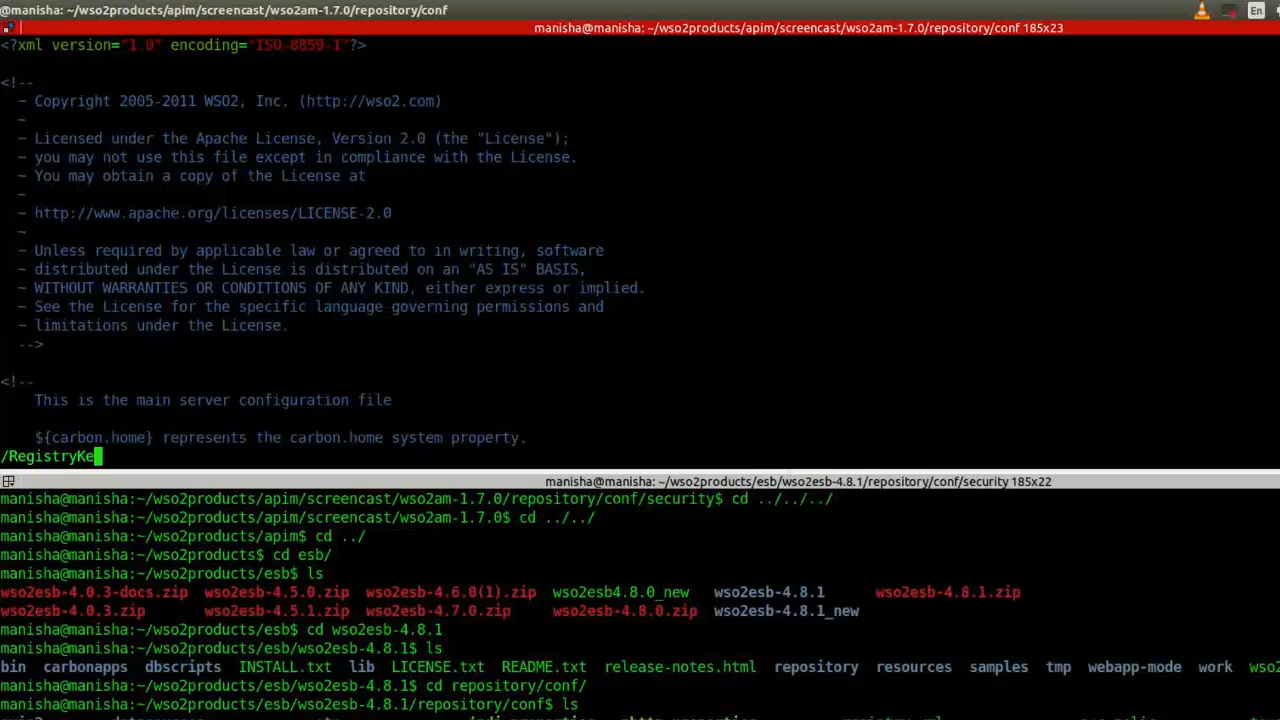 @manisha: ~/wso2products/apim/screencast/wso2am-1.7.0/repository/conf
En
manisha@manisha: ~/wso2products/apim/screencast/wso2am-1.7.0/repository/conf 185x23
<?xml version="1.0" encoding="ISO-8859-1"?>
<!--
~ Copyright 2005-2011 WSO2, Inc. (http://wso2.com)
~
~ Licensed under the Apache License, Version 2.0 (the "License");
~ you may not use this file except in compliance with the License.
~ You may obtain a copy of the License at
~
~ http://www.apache.org/licenses/LICENSE-2.0
~
~ Unless required by applicable law or agreed to in writing, software
~ distributed under the License is distributed on an "AS IS" BASIS,
~ WITHOUT WARRANTIES OR CONDITIONS OF ANY KIND, either express or implied.
~ See the License for the specific language governing permissions and
~ limitations under the License.
-->
<!--
This is the main server configuration file
${carbon.home} represents the carbon.home system property.
/RegistryKe
manisha@manisha: ~/wso2products/esb/wso2esb-4.8.1/repository/conf/security 185x22
manisha@manisha:~/wso2products/apim/screencast/wso2am-1.7.0/repository/conf/security$ cd ../../../
manisha@manisha:~/wso2products/apim/screencast/wso2am-1.7.0$ cd ../../
manisha@manisha:~/wso2products/apim$ cd ../
manisha@manisha:~/wso2products$ cd esb/
manisha@manisha:~/wso2products/esb$ ls
wso2esb-4.0.3-docs.zip wso2esb-4.5.0.zip wso2esb-4.6.0(1).zip wso2esb4.8.0_new wso2esb-4.8.1 wso2esb-4.8.1.zip
wso2esb-4.0.3.zip wso2esb-4.5.1.zip wso2esb-4.7.0.zip wso2esb-4.8.0.zip wso2esb-4.8.1_new
manisha@manisha:~/wso2products/esb$ cd wso2esb-4.8.1
manisha@manisha:~/wso2products/esb/wso2esb-4.8.1$ ls
bin carbonapps dbscripts INSTALL.txt lib LICENSE.txt README.txt release-notes.html repository resources samples tmp webapp-mode work wso2
manisha@manisha:~/wso2products/esb/wso2esb-4.8.1$ cd repository/conf/
manisha@manisha:~/wso2products/esb/wso2esb-4.8.1/repository/conf$ ls